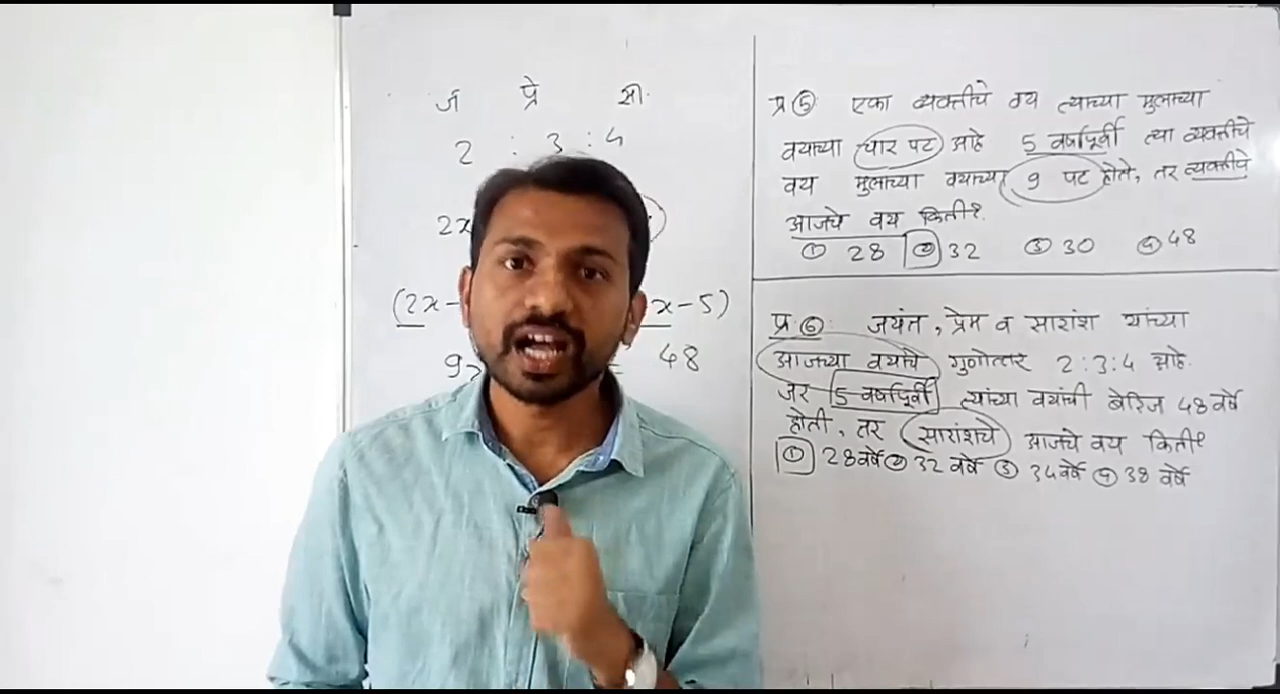 ज प्रे सा.
2 : 3 : 4
2x
(2x- x-5)
9 = 48
प्र ⑤ एका व्यक्तीचे वय त्याच्या मुलाच्या
वयाच्या चार पट आहे 5 वर्षापूर्वी त्या व्यक्तीचे
वय मुलाच्या वयाच्या 9 पट होते, तर व्यक्तीचे
आजचे वय किती?
① 28 ② 32 ③ 30 ④ 48
प्र. ⑥ जयंत, प्रेम व सारांश यांच्या
आजच्या वयाचे गुणोत्तर 2:3:4 आहे.
जर 5 वर्षापूर्वी त्यांच्या वयांची बेरिज 48 वर्षे
होती, तर सारांशचे आजचे वय किती?
① 28 वर्षे ② 32 वर्षे ③ 34 वर्षे ④ 38 वर्षे